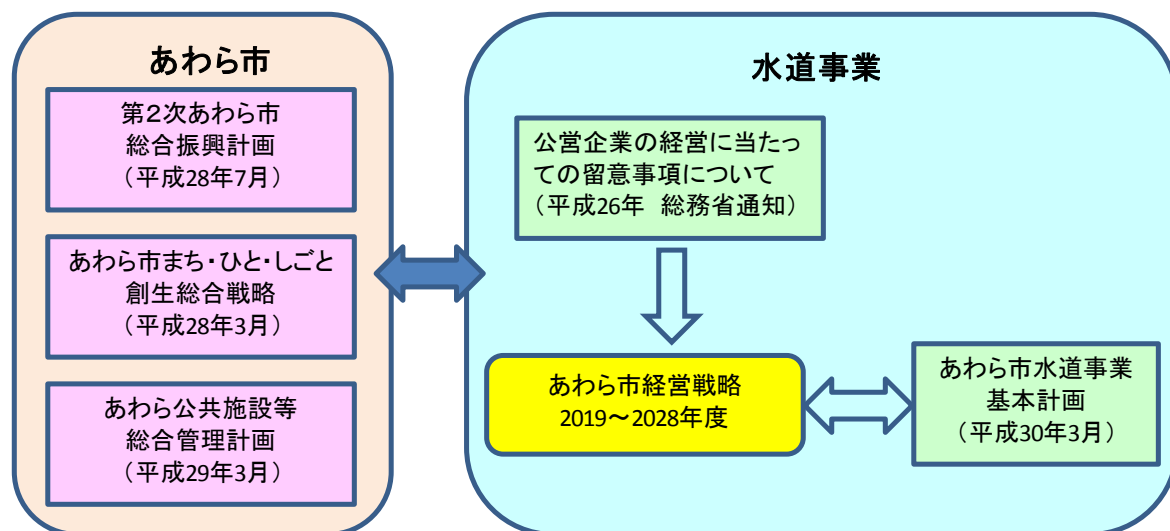 あわら市
第2次あわら市
総合振興計画
（平成28年7月）
あわら市まち・ひと・しごと
創生総合戦略
（平成28年3月）
あわら公共施設等
総合管理計画
（平成29年3月）
水道事業
公営企業の経営に当たっ
ての留意事項について
（平成26年　総務省通知）
あわら市経営戦略
2019～2028年度
あわら市水道事業
基本計画
（平成30年3月）